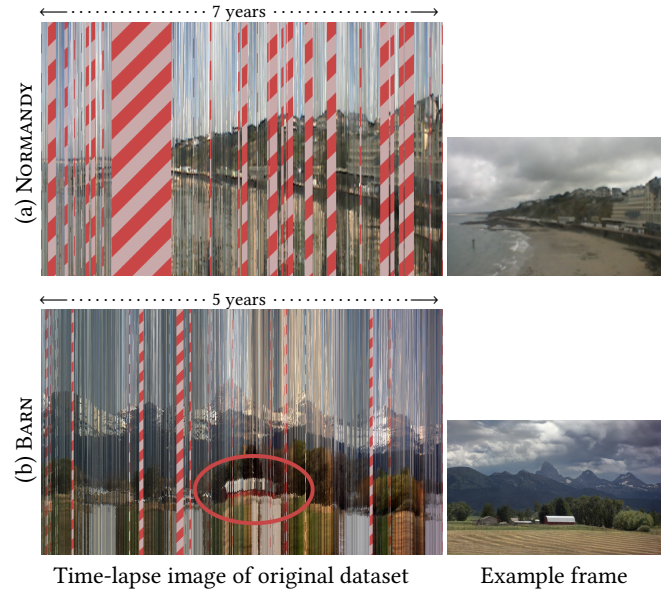 7 years
(a) NORMANDY
5 years
(b) BARN
Time-lapse image of original dataset
Example frame